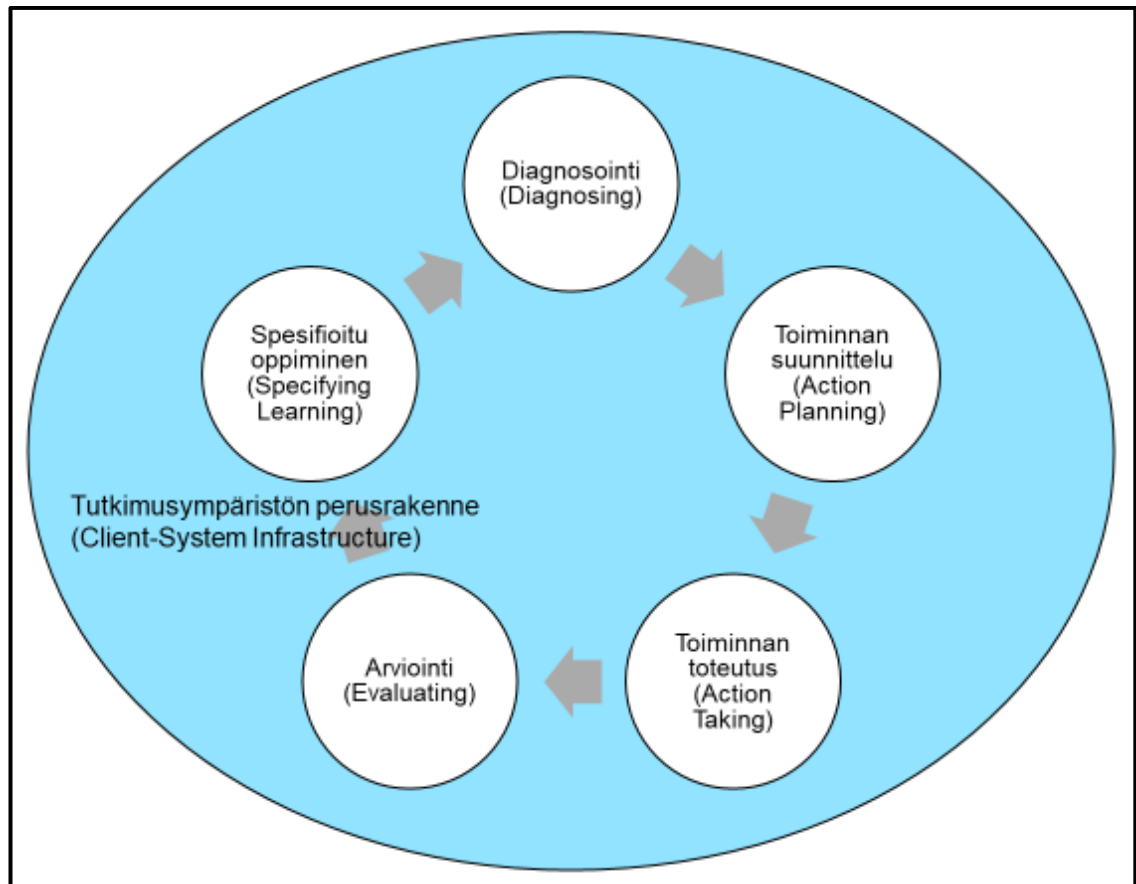 Diagnosointi
(Diagnosing)
Toiminnan
suunnittelu
(Action
Planning)
Toiminnan
toteutus
(Action
Taking)
Arviointi
(Evaluating)
Spesifioitu
oppiminen
(Specifying
Learning)
Tutkimusympäristön perusrakenne
(Client-System Infrastructure)